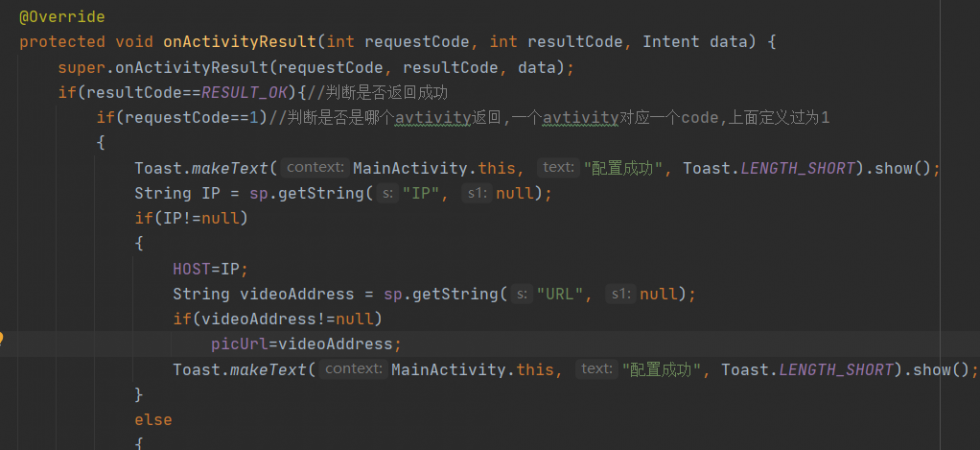 @Override
protected void onActivityResult(int requestCode, int resultCode, Intent data) {
super.onActivityResult(requestCode, resultCode, data);
if(resultCode==RESULT_OK){//判断是否返回成功
if(requestCode==1)//判断是否是哪个avtivity返回,一个avtivity对应一个code,上面定义过为1
{
Toast.makeText( context: MainActivity.this, text: "配置成功", Toast.LENGTH_SHORT).show();
String IP = sp.getString( s: "IP", s1: null);
if(IP!=null)
{
HOST=IP;
String videoAddress = sp.getString( s: "URL", s1: null);
if(videoAddress!=null)
picUrl=videoAddress;
Toast.makeText( context: MainActivity.this, text: "配置成功", Toast.LENGTH_SHORT).show();
}
else
{